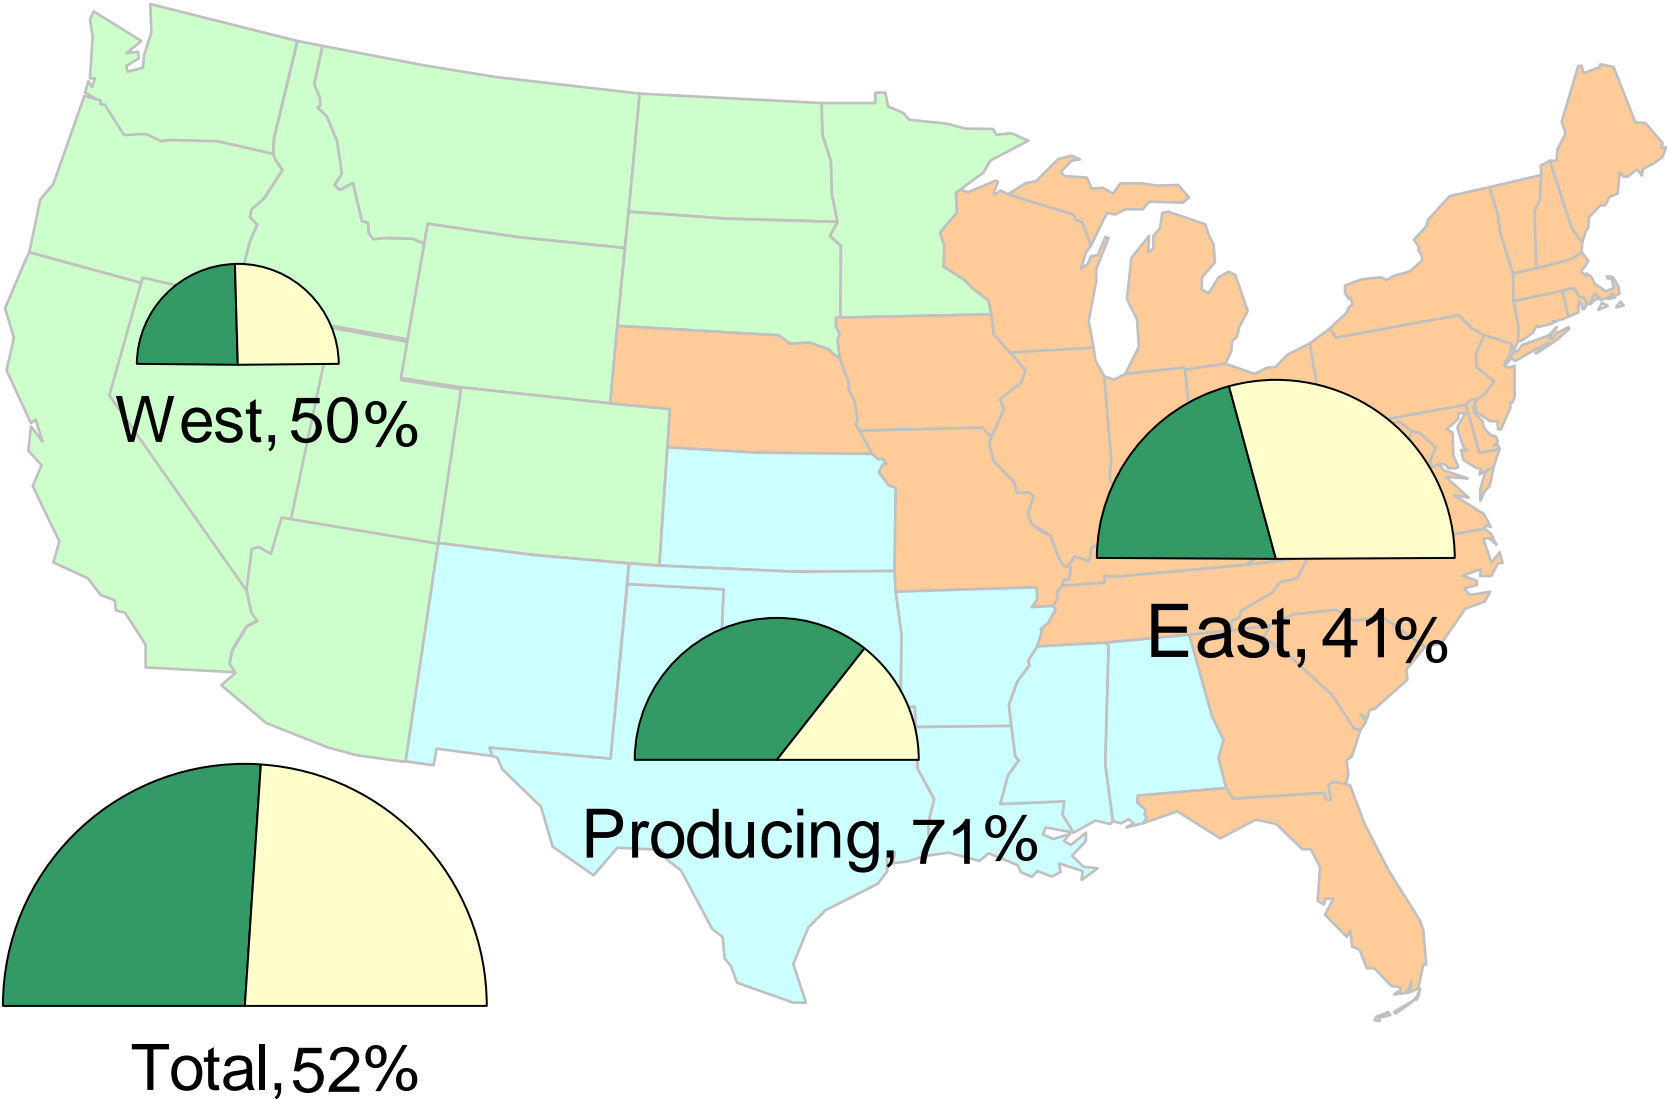 West, 50%
East, 41%
Producing, 71%
Total, 52%